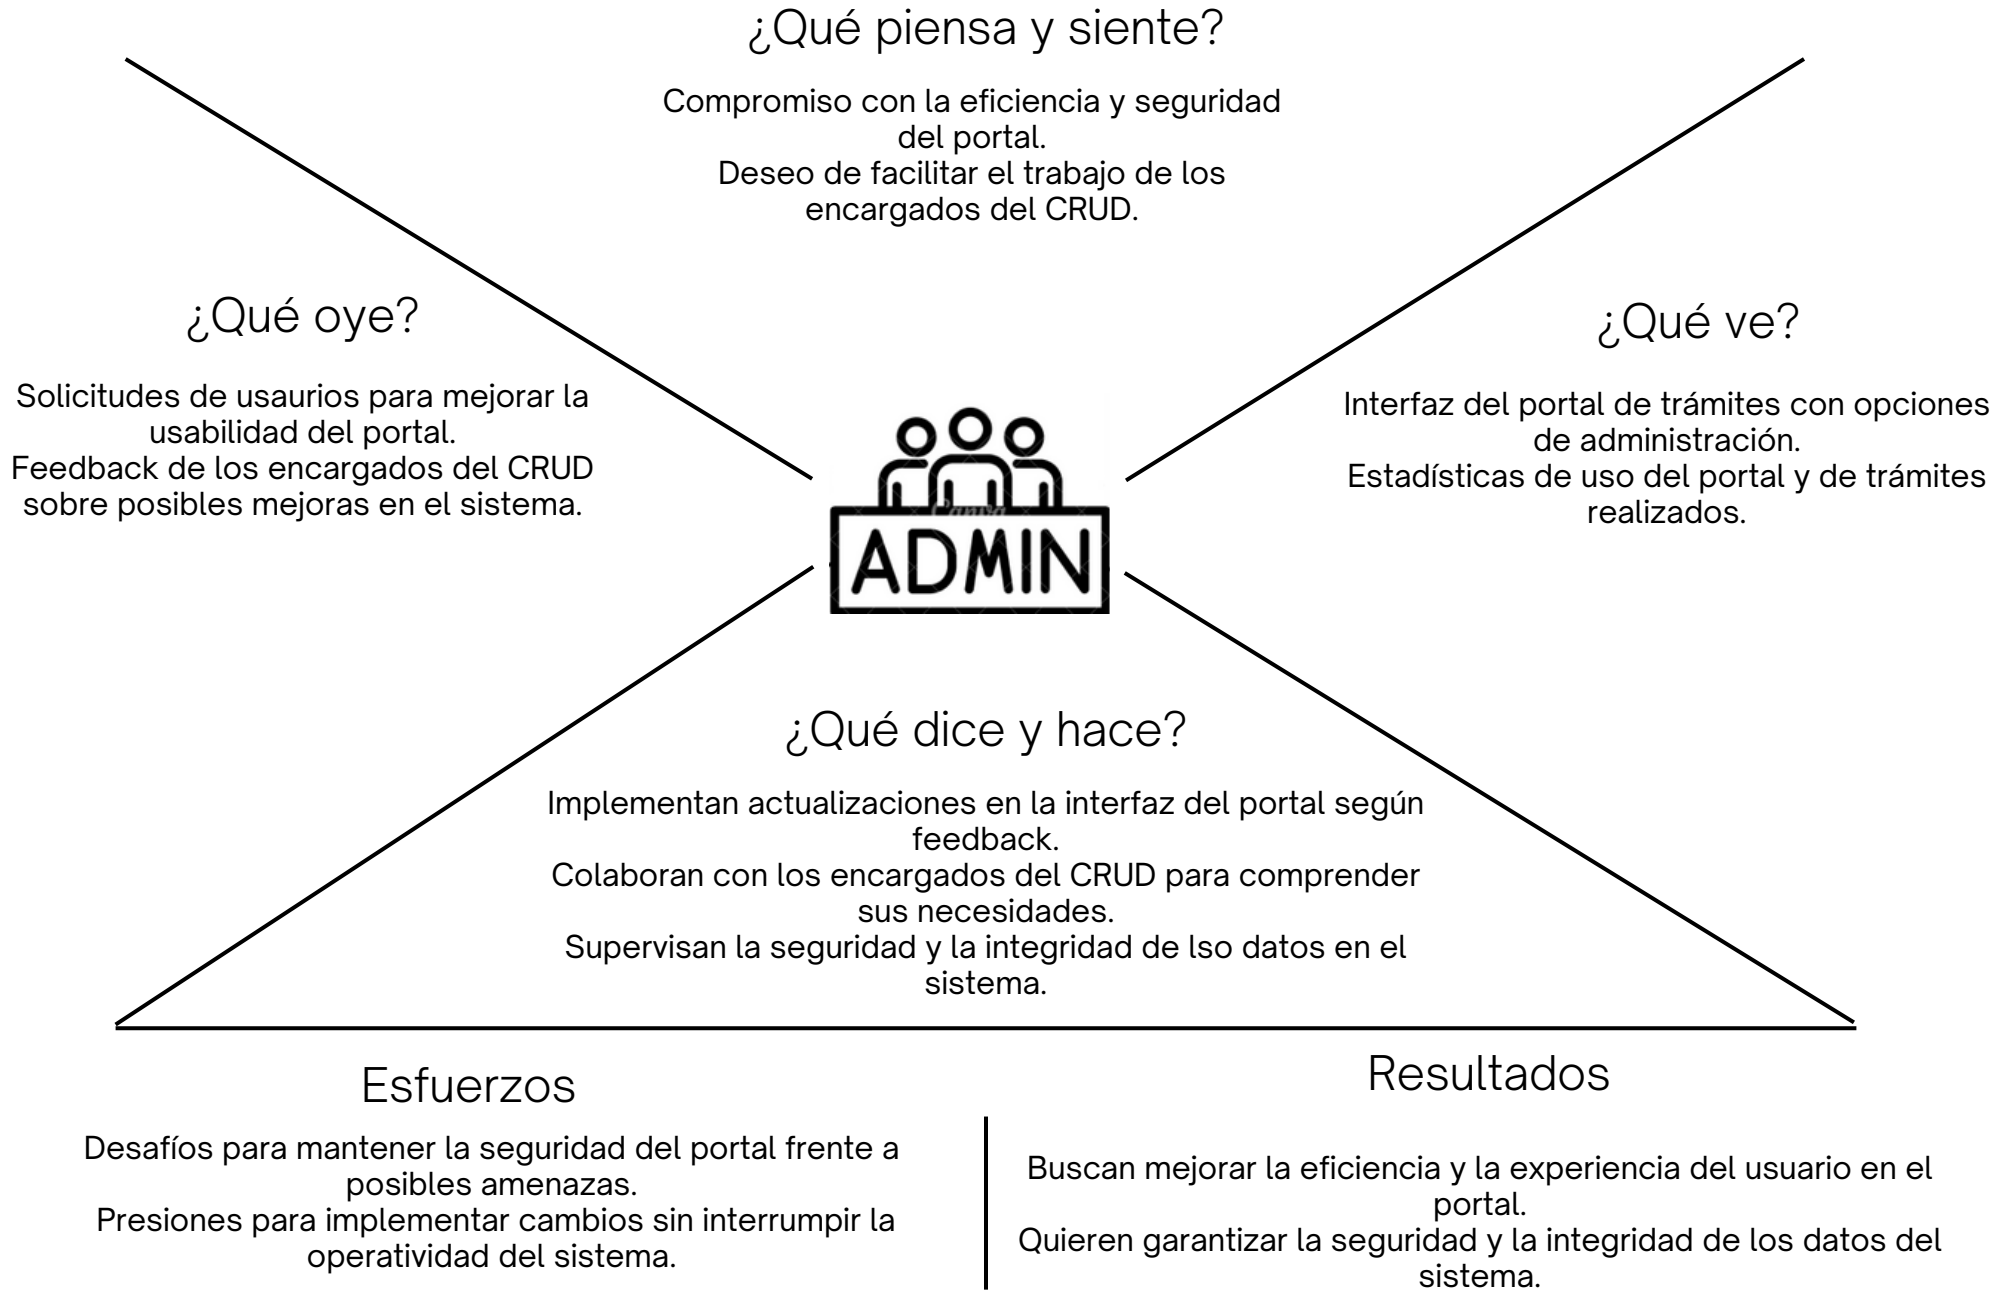 ¿Qué piensa y siente?
Compromiso con la eficiencia y seguridad
del portal.
Deseo de facilitar el trabajo de los
encargados del CRUD.
¿Qué oye?
Solicitudes de usaurios para mejorar la
usabilidad del portal.
Feedback de los encargados del CRUD
sobre posibles mejoras en el sistema.
¿Qué ve?
Interfaz del portal de trámites con opciones
de administración.
Estadísticas de uso del portal y de trámites
realizados.
Canva
ADMIN
¿Qué dice y hace?
Implementan actualizaciones en la interfaz del portal según
feedback.
Colaboran con los encargados del CRUD para comprender
sus necesidades.
Supervisan la seguridad y la integridad de lso datos en el
sistema.
Esfuerzos
Desafíos para mantener la seguridad del portal frente a
posibles amenazas.
Presiones para implementar cambios sin interrumpir la
operatividad del sistema.
Resultados
Buscan mejorar la eficiencia y la experiencia del usuario en el
portal.
Quieren garantizar la seguridad y la integridad de los datos del
sistema.